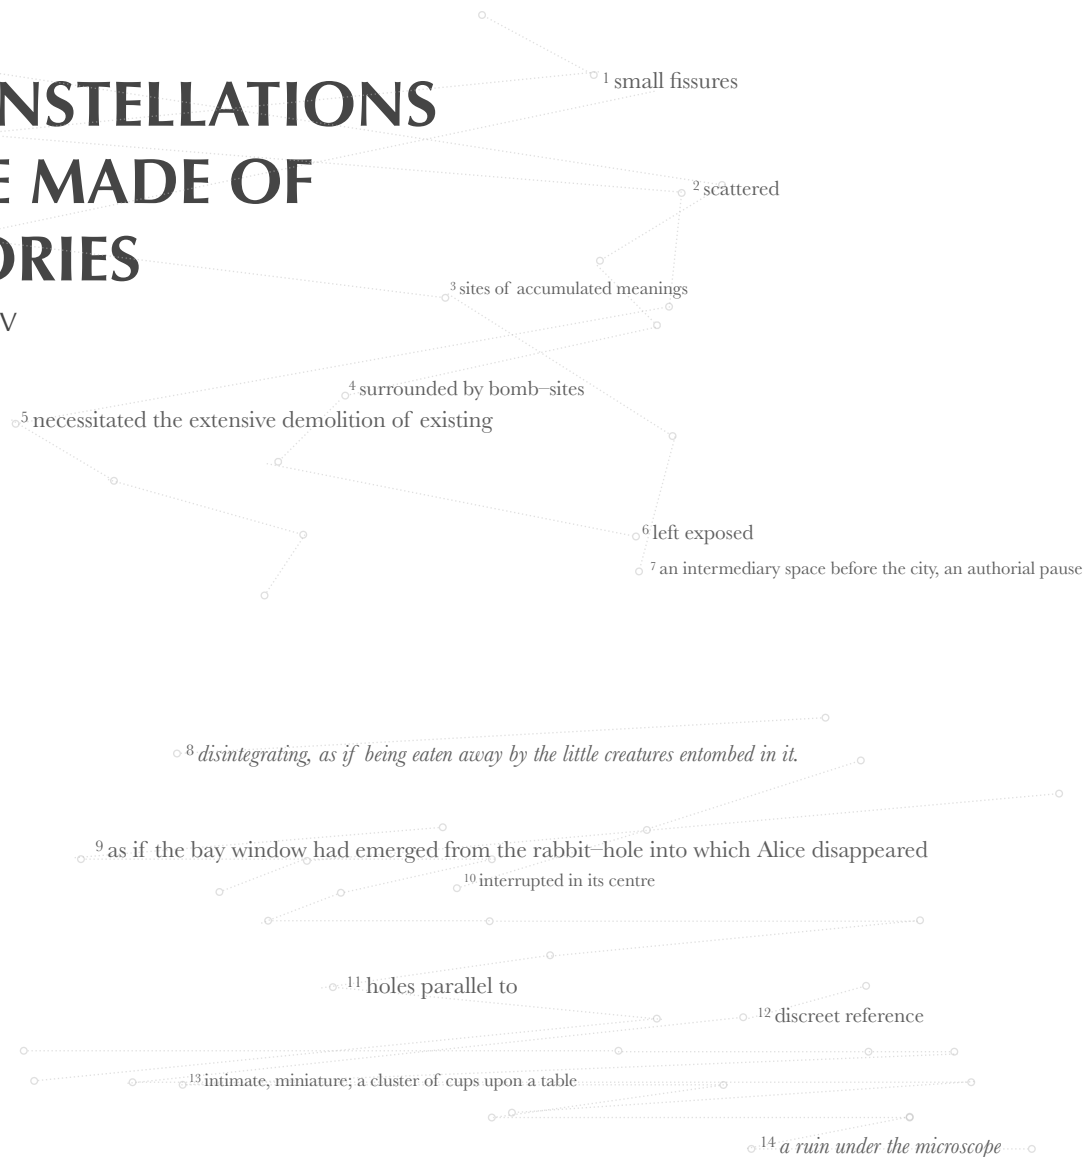 NSTELLATIONS
E MADE OF
ORIES
V
1 small fissures
2 scattered
3 sites of accumulated meanings
4 surrounded by bomb–sites
5 necessitated the extensive demolition of existing
6 left exposed
7 an intermediary space before the city, an authorial pause
8 disintegrating, as if being eaten away by the little creatures entombed in it.
9 as if the bay window had emerged from the rabbit–hole into which Alice disappeared
10 interrupted in its centre
11 holes parallel to
12 discreet reference
13 intimate, miniature; a cluster of cups upon a table
14 a ruin under the microscope